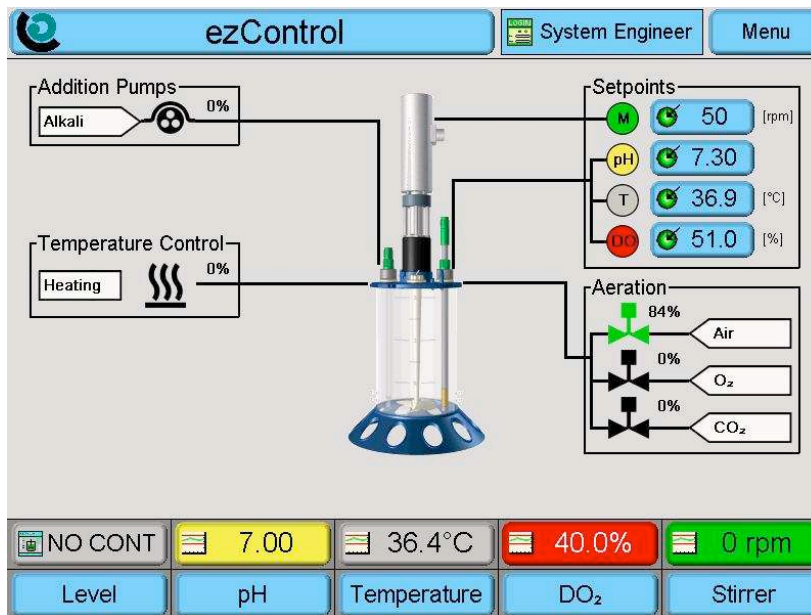 ezControl
LOGIN
System Engineer
Menu
Addition Pumps
Alkali
0%
Temperature Control
Heating
0%
Setpoints
M 50 [rpm]
pH 7.30
T 36.9 [°C]
DO 51.0 [%]
Aeration
84%
Air
0%
O₂
0%
CO₂
NO CONT 7.00 36.4°C 40.0% 0 rpm
Level pH Temperature DO₂ Stirrer